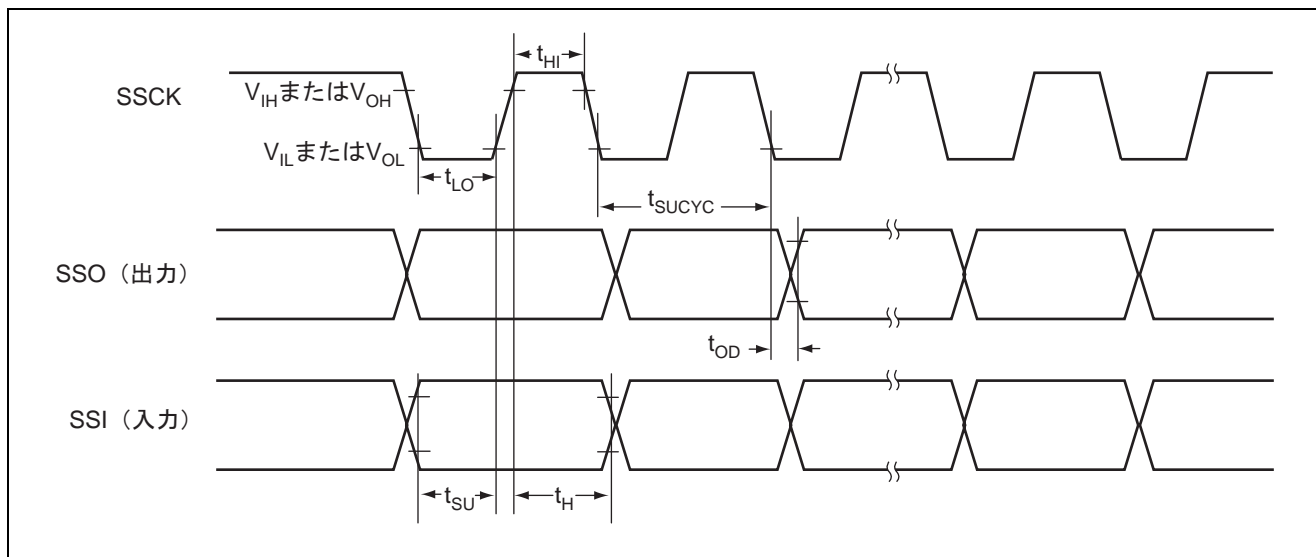 t_HI
SSCK
V_IHまたはV_OH
V_ILまたはV_OL
t_LO
t_SUCYC
SSO（出力）
t_OD
SSI（入力）
t_SU
t_H